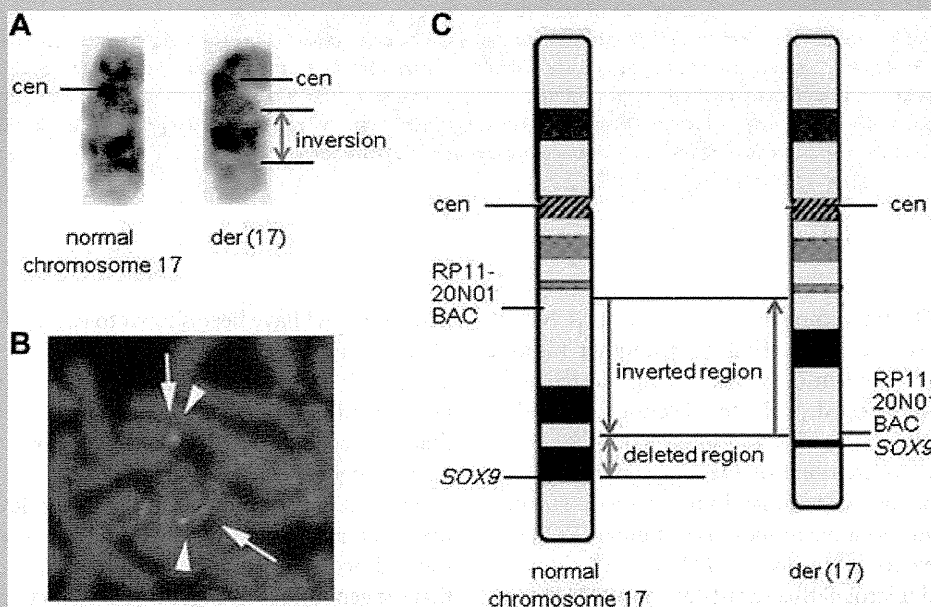 A
cen
cen
inversion
normal
chromosome 17
der (17)
B
C
cen
cen
RP11-
20N01
BAC
inverted region
deleted region
SOX9
RP11-
20N01
BAC
SOX9
normal
chromosome 17
der (17)